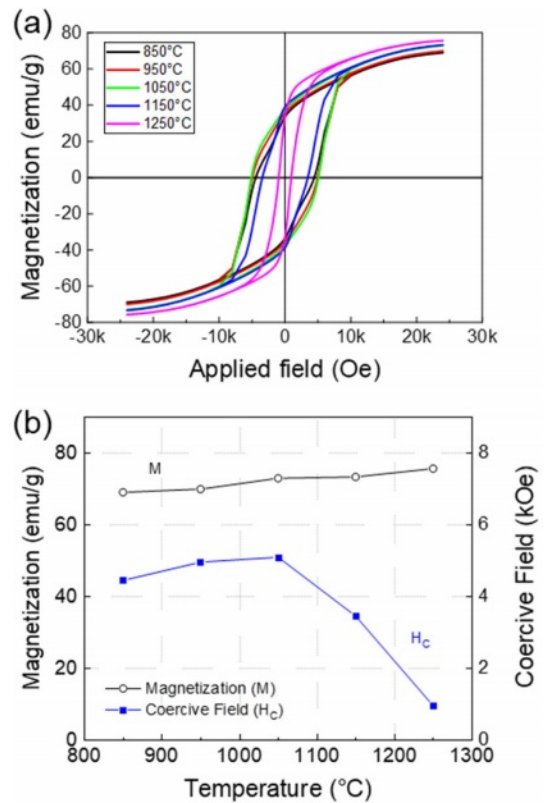 (a)
Magnetization (emu/g)
80
60
40
20
0
-20
-40
-60
-80
850°C
950°C
1050°C
1150°C
1250°C
-30k -20k -10k 0 10k 20k 30k
Applied field (Oe)
(b)
Magnetization (emu/g)
80
60
40
20
0
M
H_C
Magnetization (M)
Coercive Field (H_C)
8
6
4
2
0
Coercive Field (kOe)
800 900 1000 1100 1200 1300
Temperature (°C)